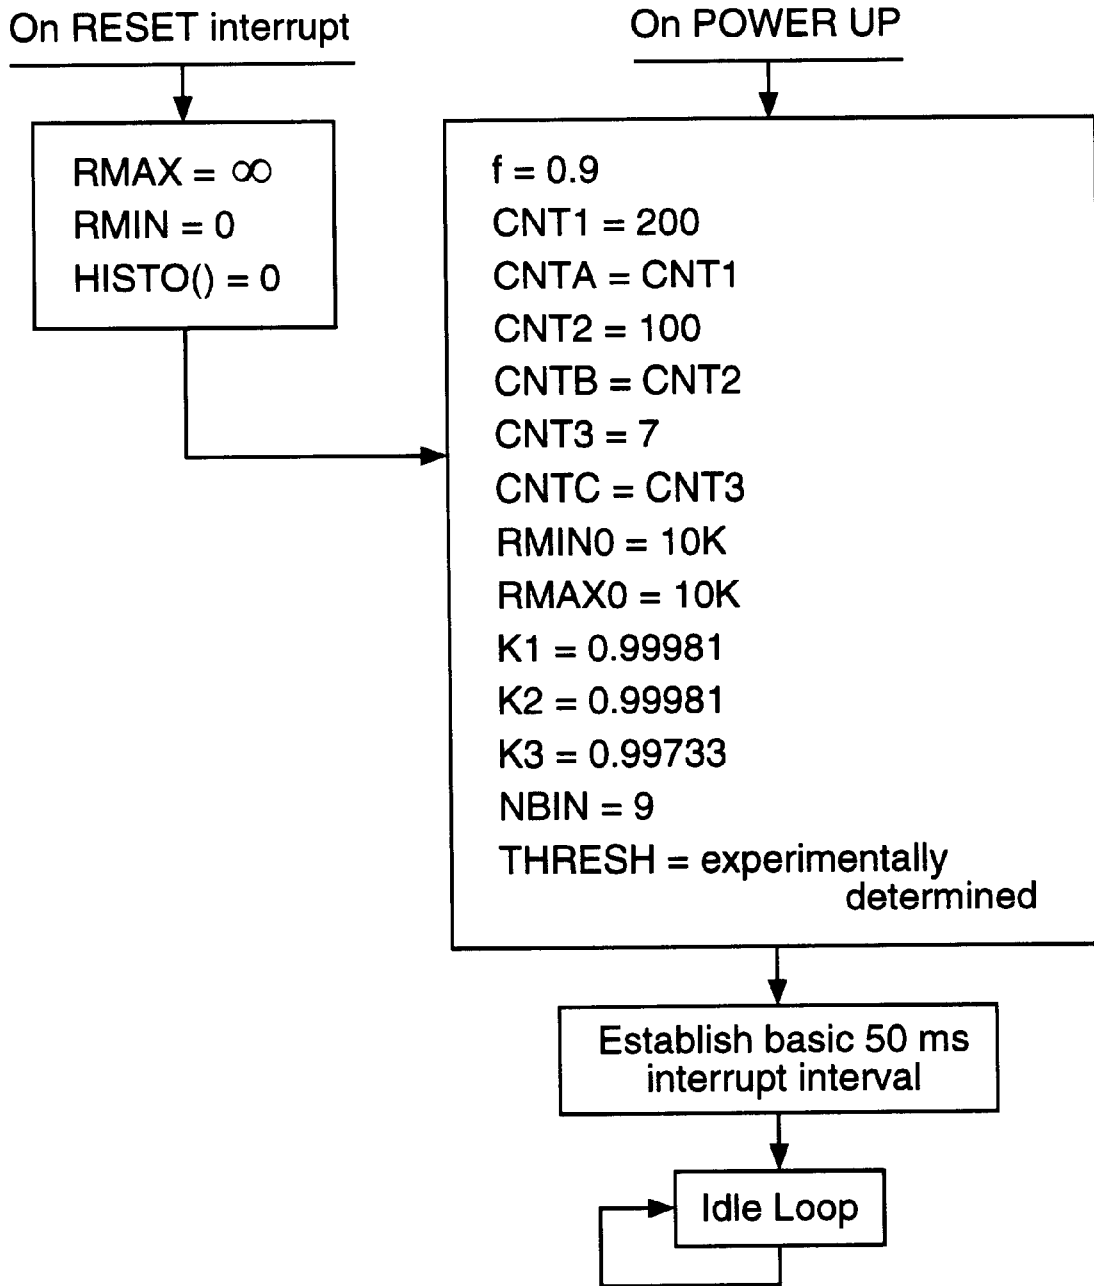 On RESET interrupt
RMAX = ∞
RMIN = 0
HISTO() = 0
On POWER UP
f = 0.9
CNT1 = 200
CNTA = CNT1
CNT2 = 100
CNTB = CNT2
CNT3 = 7
CNTC = CNT3
RMIN0 = 10K
RMAX0 = 10K
K1 = 0.99981
K2 = 0.99981
K3 = 0.99733
NBIN = 9
THRESH = experimentally
determined
Establish basic 50 ms
interrupt interval
Idle Loop